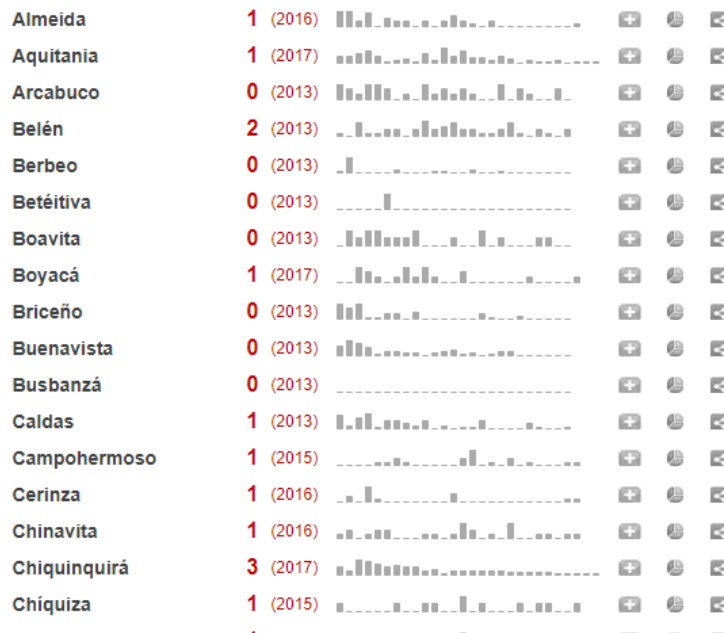 Almeida 1 (2016)
Aquitania 1 (2017)
Arcabuco 0 (2013)
Belén 2 (2013)
Berbeo 0 (2013)
Betéitiva 0 (2013)
Boavita 0 (2013)
Boyacá 1 (2017)
Briceño 0 (2013)
Buenavista 0 (2013)
Busbanzá 0 (2013)
Caldas 1 (2013)
Campohermoso 1 (2015)
Cerinza 1 (2016)
Chinavita 1 (2016)
Chiquinquirá 3 (2017)
Chíquiza 1 (2015)